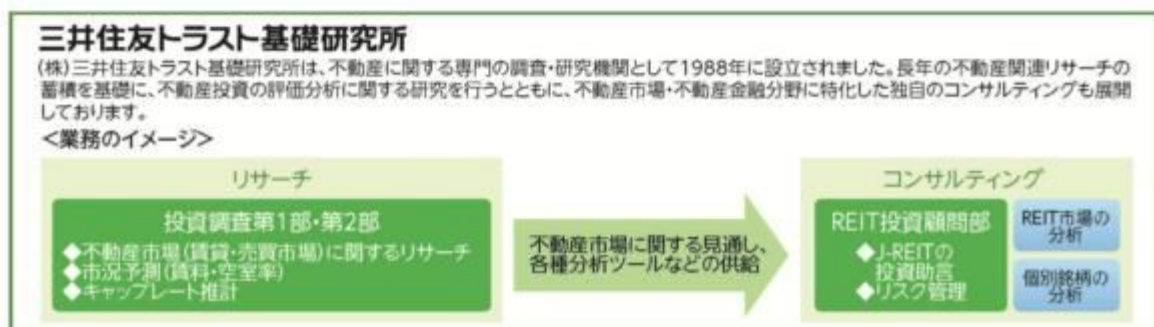 三井住友トラスト基礎研究所
(株)三井住友トラスト基礎研究所は、不動産に関する専門の調査・研究機関として1988年に設立されました。長年の不動産関連リサーチの
蓄積を基礎に、不動産投資の評価分析に関する研究を行うとともに、不動産市場・不動産金融分野に特化した独自のコンサルティングも展開
しております。
＜業務のイメージ＞
リサーチ
投資調査第1部・第2部
◆不動産市場(賃貸・売買市場)に関するリサーチ
◆市況予測(賃料・空室率)
◆キャップレート推計
不動産市場に関する見通し、
各種分析ツールなどの供給
コンサルティング
REIT投資顧問部
◆J-REITの
投資助言
◆リスク管理
REIT市場の
分析
個別銘柄の
分析